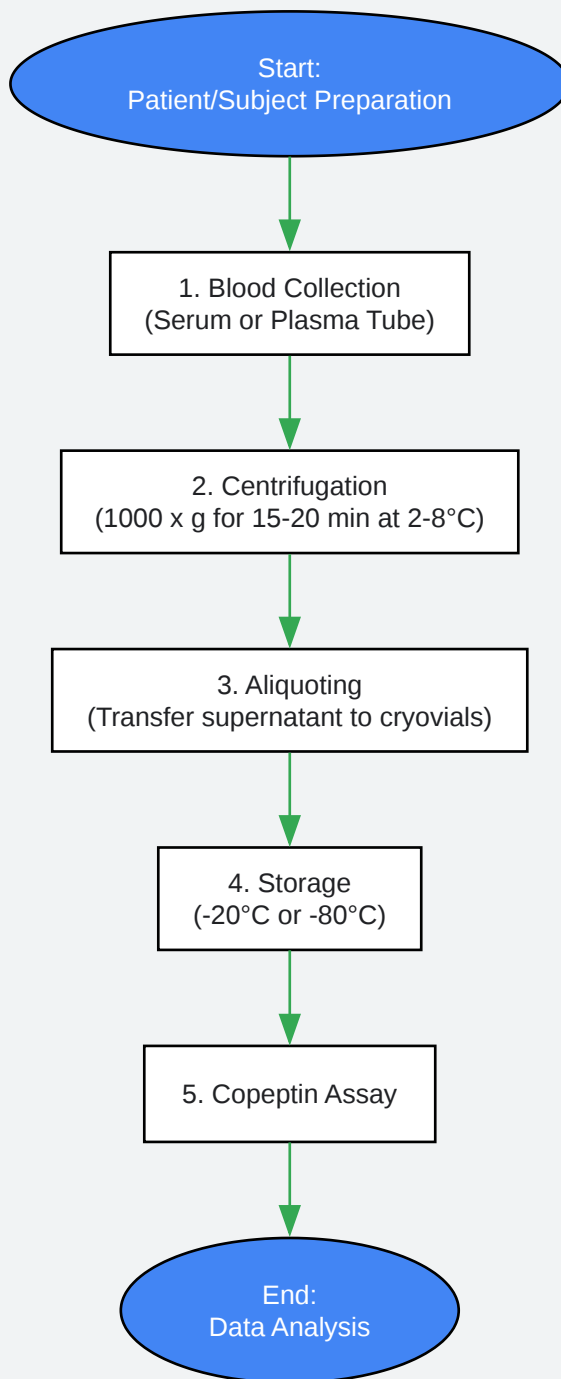 Start:
Patient/Subject Preparation
1. Blood Collection
(Serum or Plasma Tube)
2. Centrifugation
(1000 x g for 15-20 min at 2-8°C)
3. Aliquoting
(Transfer supernatant to cryovials)
4. Storage
(-20°C or -80°C)
5. Copeptin Assay
End:
Data Analysis